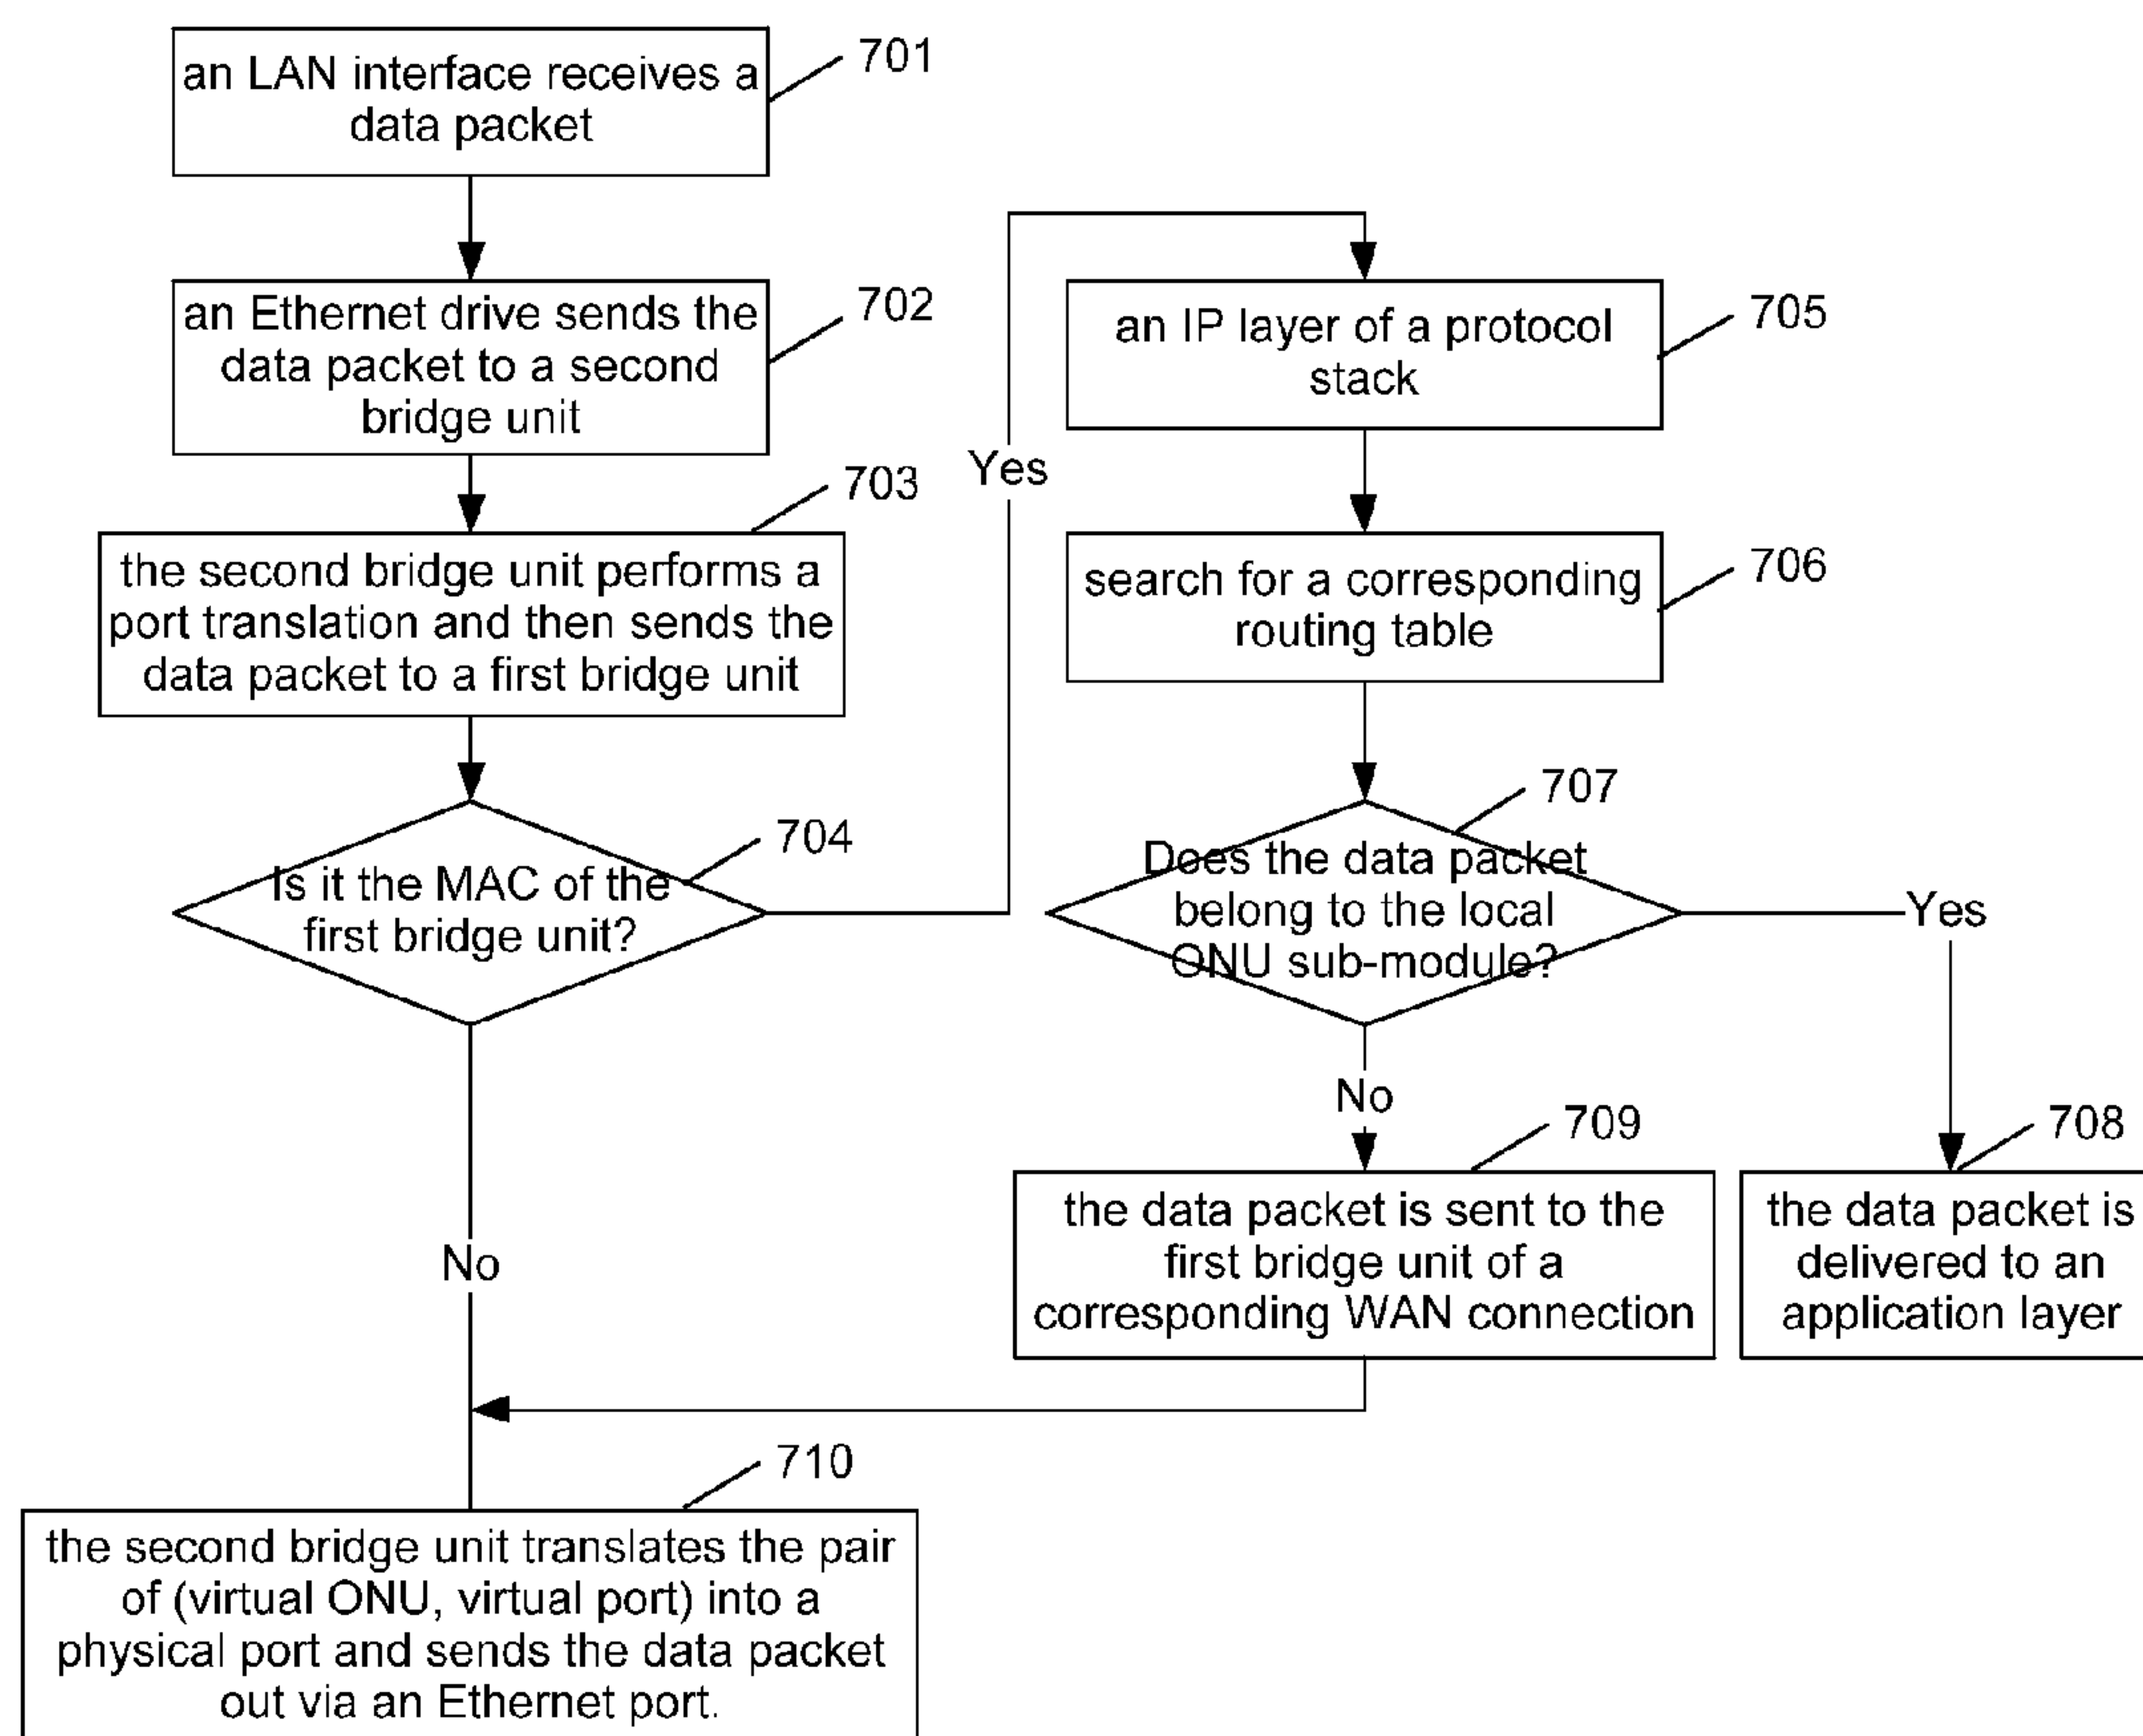 an LAN interface receives a
data packet
701
an Ethernet drive sends the
data packet to a second
bridge unit
702
the second bridge unit performs a
port translation and then sends the
data packet to a first bridge unit
703
Is it the MAC of the
first bridge unit?
704
Yes
No
an IP layer of a protocol
stack
705
search for a corresponding
routing table
706
Does the data packet
belong to the local
ONU sub-module?
707
Yes
No
the data packet is
delivered to an
application layer
708
the data packet is sent to the
first bridge unit of a
corresponding WAN connection
709
the second bridge unit translates the pair
of (virtual ONU, virtual port) into a
physical port and sends the data packet
out via an Ethernet port.
710